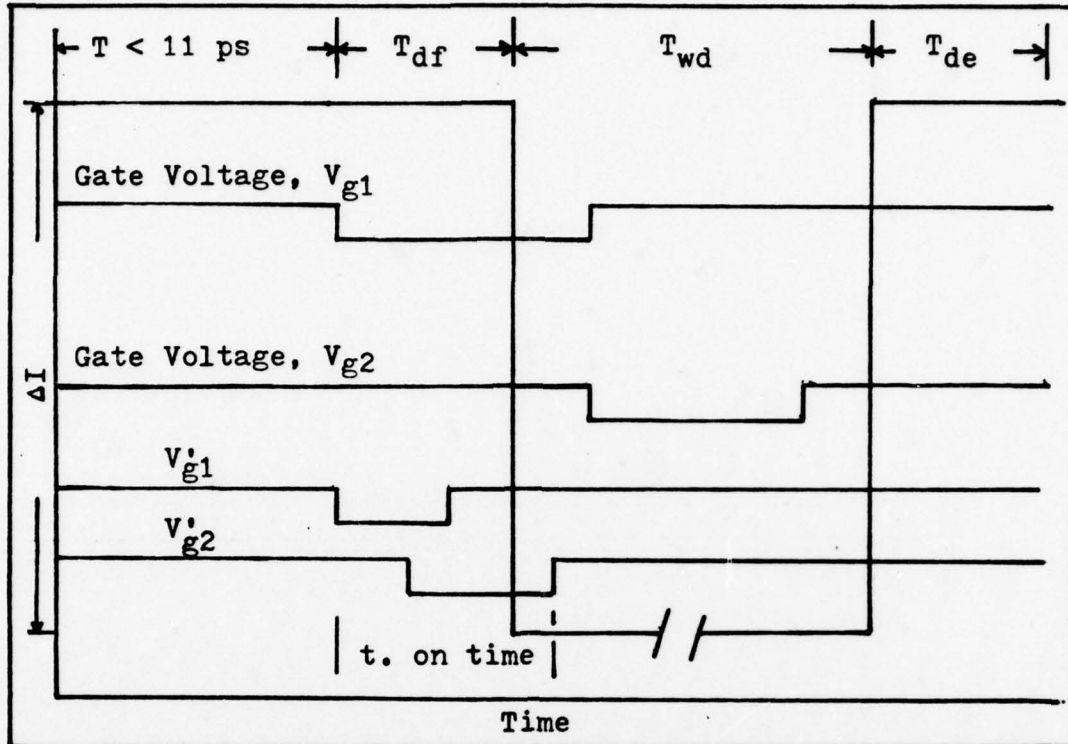 T < 11 ps T_df T_wd T_de
Gate Voltage, V_g1
Gate Voltage, V_g2
ΔI
V'_g1
V'_g2
t. on time
Time